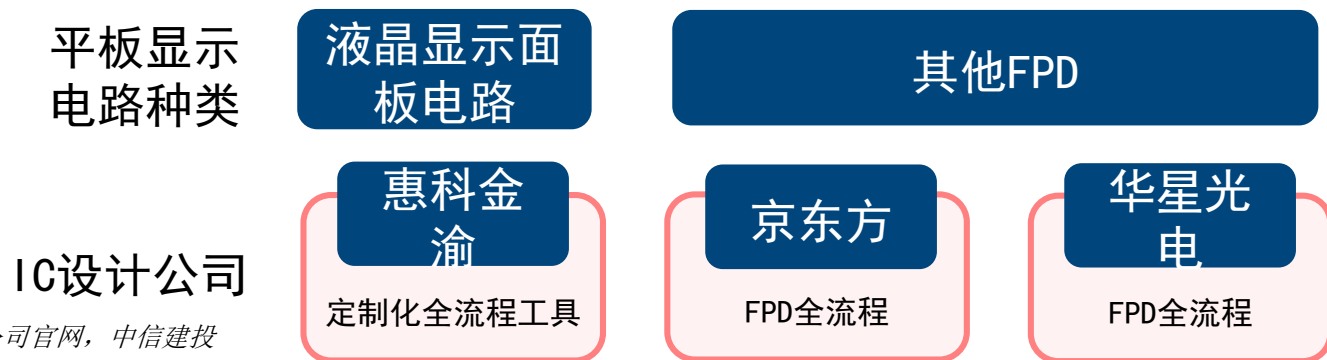 平板显示
电路种类
液晶显示面
板电路
其他FPD
惠科金
渝
京东方
华星光
电
IC设计公司
定制化全流程工具
FPD全流程
FPD全流程
司官网，中信建投